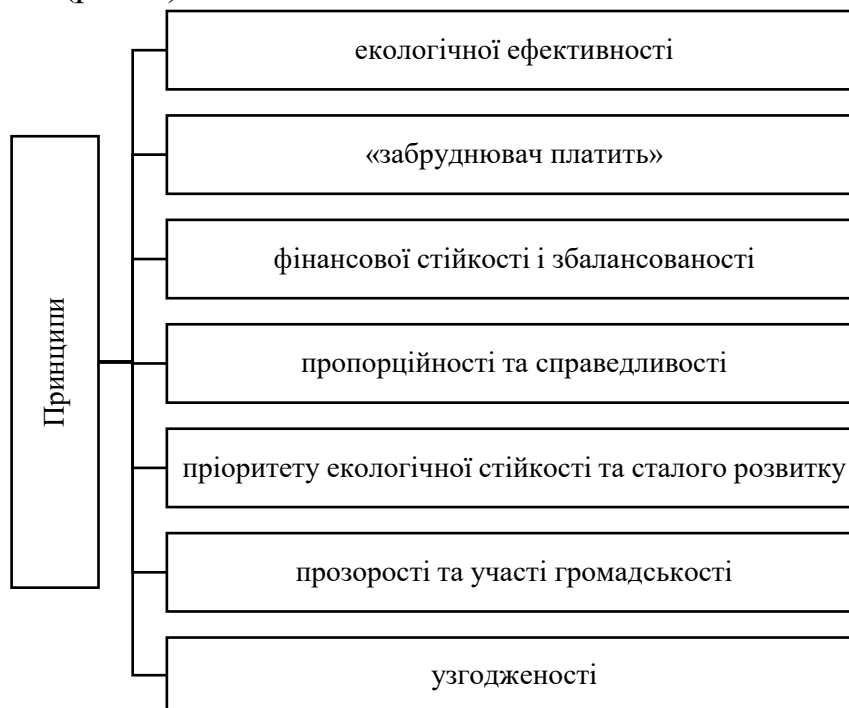 екологічної ефективності
«забруднювач платить»
фінансової стійкості і збалансованості
Принципи
пропорційності та справедливості
пріоритету екологічної стійкості та сталого розвитку
прозорості та участі громадськості
узгодженості